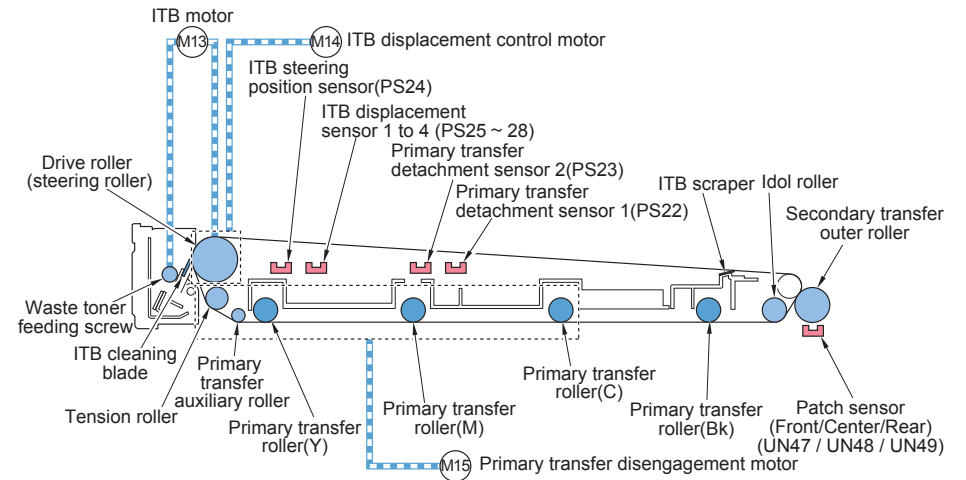 ITB motor
M13
M14
ITB displacement control motor
ITB steering
position sensor(PS24)
ITB displacement
sensor 1 to 4 (PS25 ~ 28)
Primary transfer
detachment sensor 2(PS23)
Primary transfer
detachment sensor 1(PS22)
Drive roller
(steering roller)
ITB scraper
Idol roller
Secondary transfer
outer roller
Waste toner
feeding screw
ITB cleaning
blade
Tension roller
Primary
transfer
auxiliary roller
Primary transfer
roller(Y)
Primary transfer
roller(M)
Primary transfer
roller(C)
Primary transfer
roller(Bk)
Patch sensor
(Front/Center/Rear)
(UN47 / UN48 / UN49)
M15
Primary transfer disengagement motor